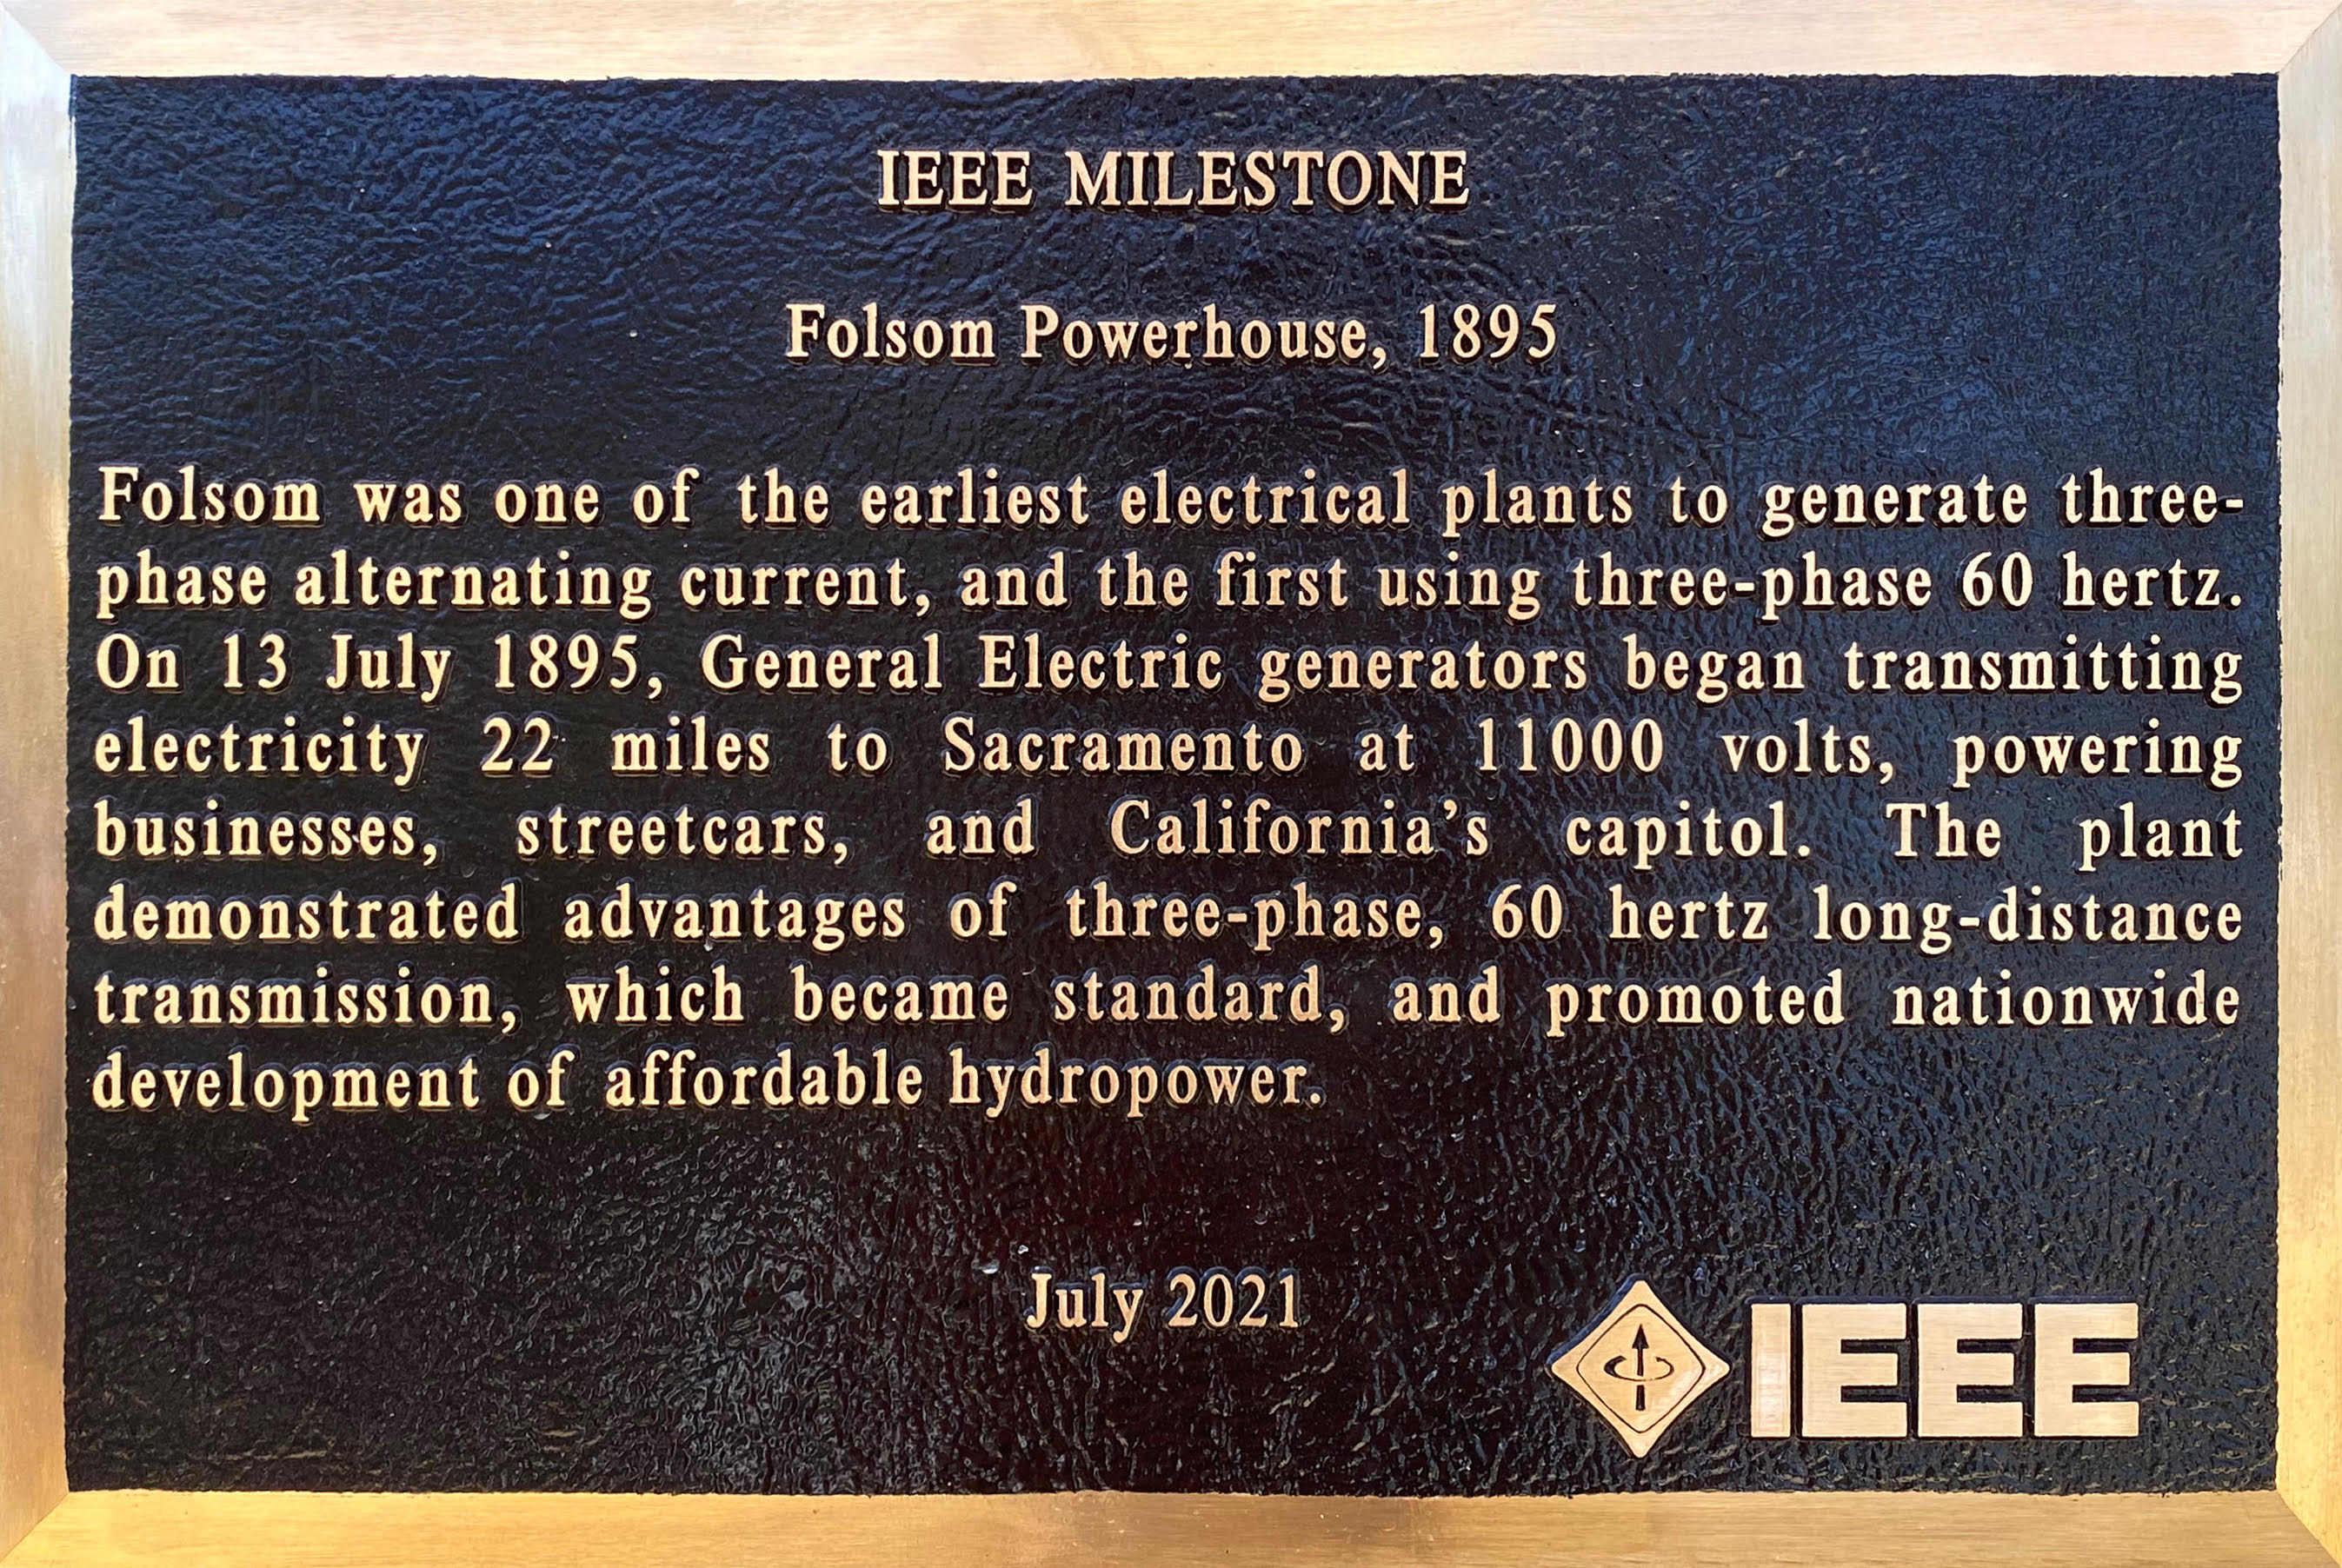 IEEE MILESTONE
Folsom Powerhouse, 1895
Folsom was one of the earliest electrical plants to generate three-
phase alternating current, and the first using three-phase 60 hertz.
On 13 July 1895, General Electric generators began transmitting
electricity 22 miles to Sacramento at 11000 volts, powering
businesses, streetcars, and California’s capitol. The plant
demonstrated advantages of three-phase, 60 hertz long-distance
transmission, which became standard, and promoted nationwide
development of affordable hydropower.
July 2021
IEEE